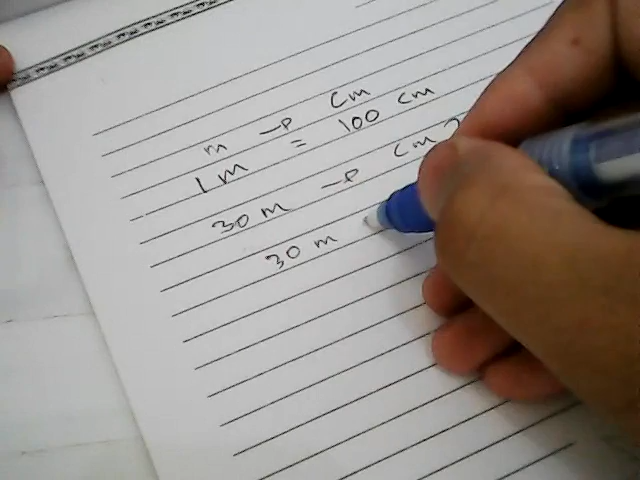 m → cm
1 m = 100 cm
30 m → cm ?
30 m